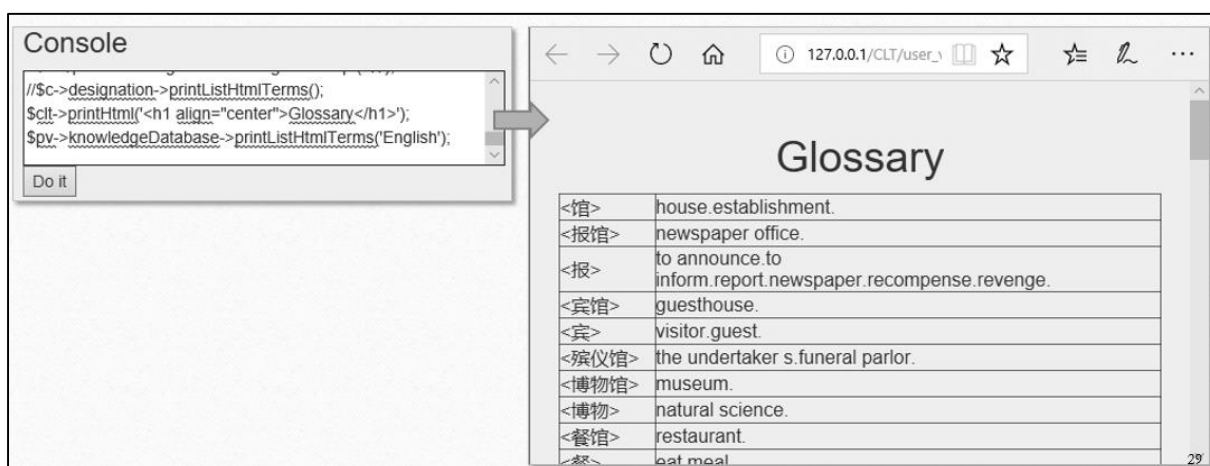 Console
//$c->designation->printListHtmlTerms();
$clt->printHtml('<h1 align="center">Glossary</h1>');
$pv->knowledgeDatabase->printListHtmlTerms('English');
Do it
127.0.0.1/CLT/user_
Glossary
<馆> house.establishment.
<报馆> newspaper office.
<报> to announce.to
inform.report.newspaper.recompense.revenge.
<宾馆> guesthouse.
<宾> visitor.guest.
<殡仪馆> the undertaker s.funeral parlor.
<博物馆> museum.
<博物> natural science.
<餐馆> restaurant.
<餐> eat meal
29